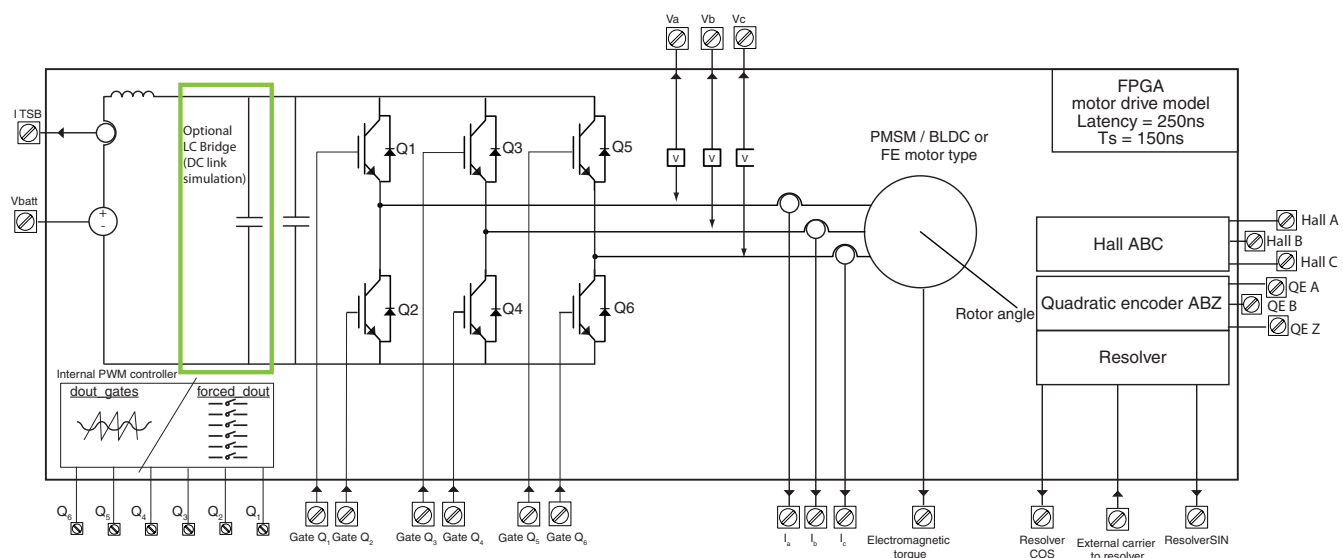 Va
Vb
Vc
FPGA
motor drive model
Latency = 250ns
Ts = 150ns
I TSB
Optional
LC Bridge
(DC link
simulation)
Q1
Q3
Q5
V
V
V
PMSM / BLDC or
FE motor type
Vbatt
+
-
Hall ABC
Hall A
Hall B
Hall C
Q2
Q4
Q6
Rotor angle
Quadratic encoder ABZ
QE A
QE B
QE Z
Resolver
Internal PWM controller
dout_gates
forced_dout
Q6
Q5
Q4
Q3
Q2
Q1
Gate Q1
Gate Q2
Gate Q3
Gate Q4
Gate Q5
Gate Q6
Ia
Ib
Ic
Electromagnetic
torque
Resolver
COS
External carrier
to resolver
ResolverSIN